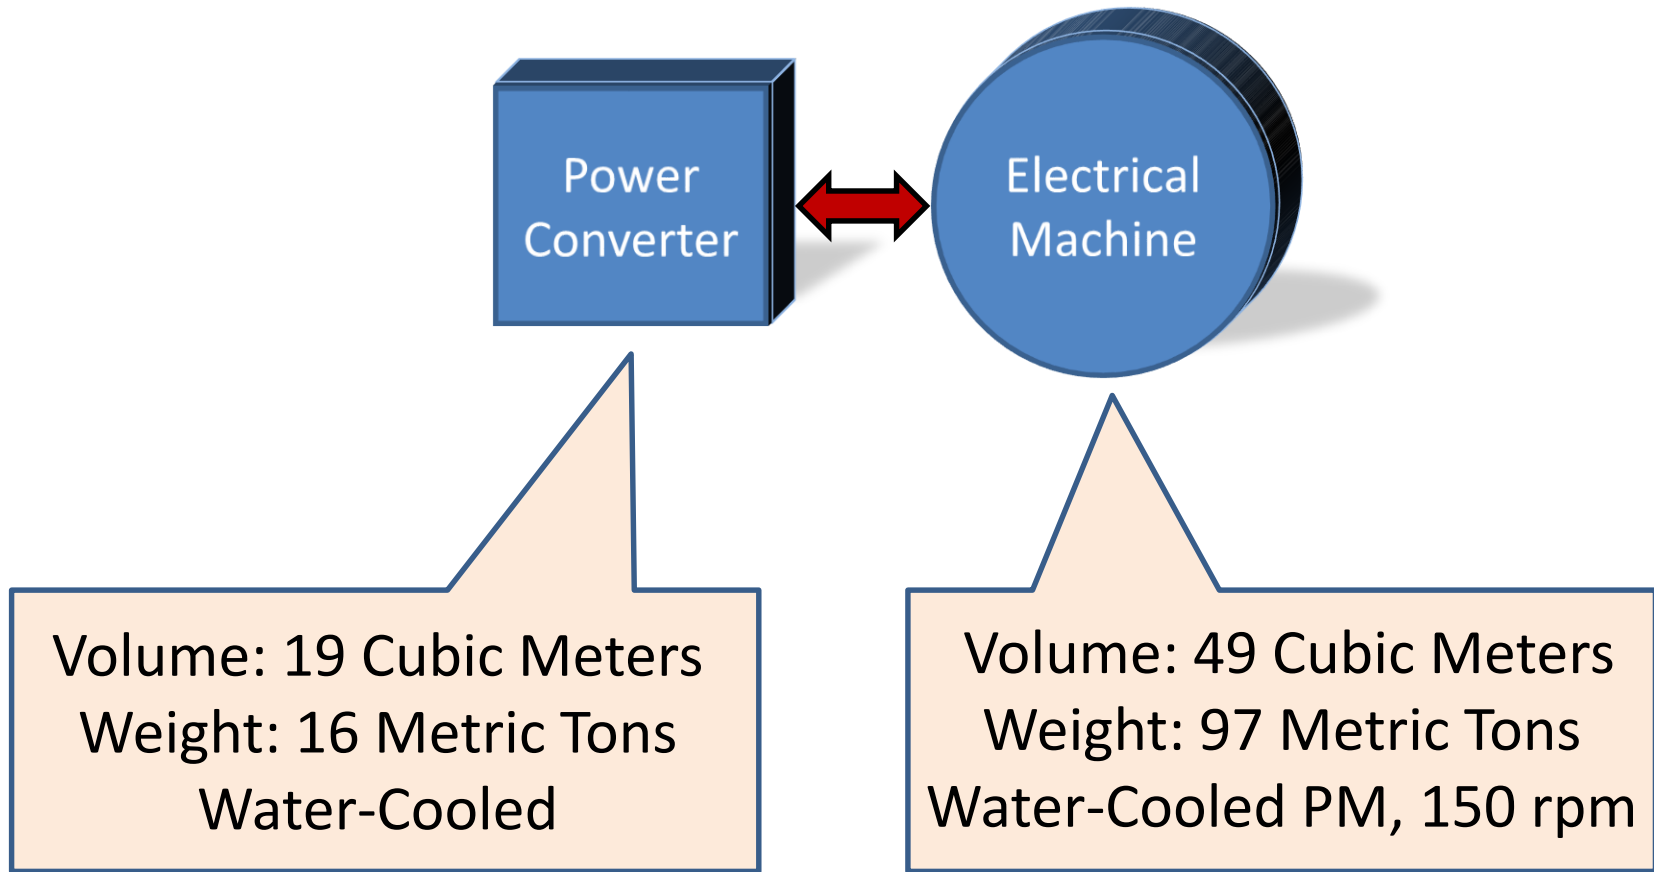 Power
Converter
Electrical
Machine
Volume: 19 Cubic Meters
Weight: 16 Metric Tons
Water-Cooled
Volume: 49 Cubic Meters
Weight: 97 Metric Tons
Water-Cooled PM, 150 rpm